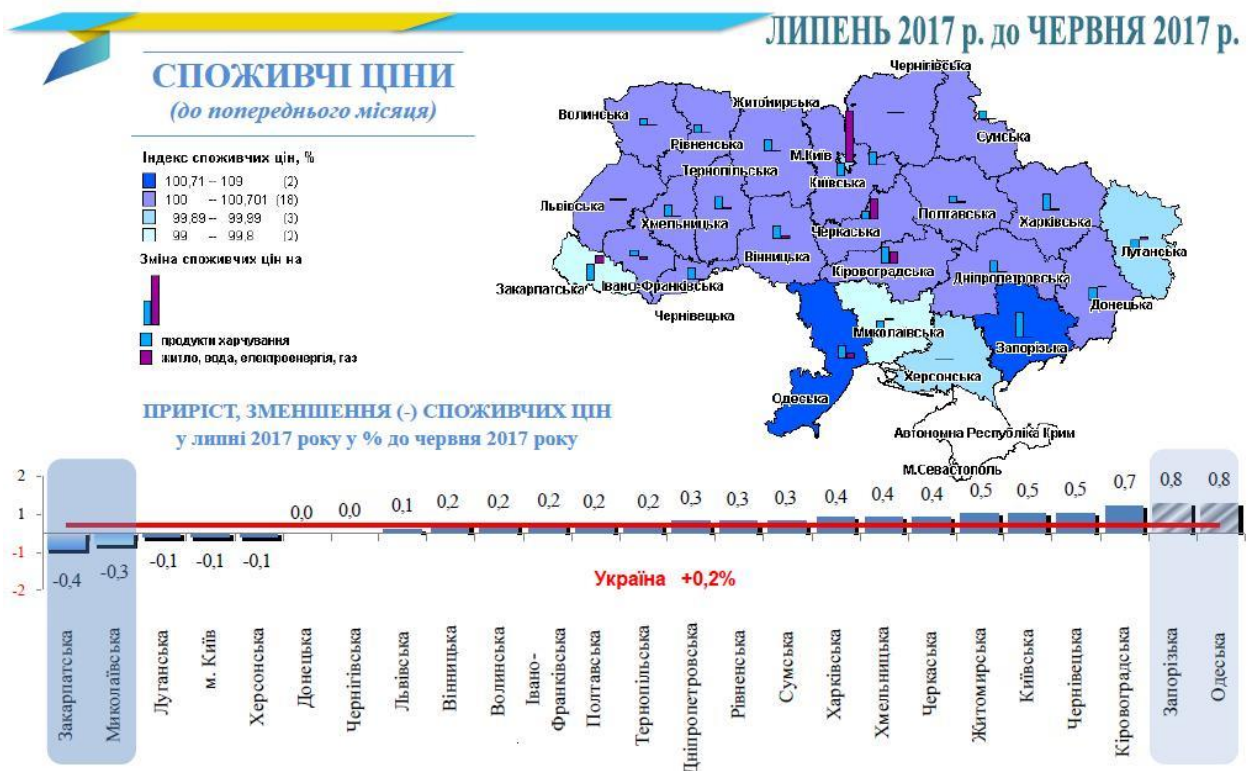 ЛИПЕНЬ 2017 р. до ЧЕРВНЯ 2017 р.
СПОЖИВЧІ ЦІНИ
(до попереднього місяця)
Індекс споживчих цін, %
100,71 – 109 (2)
100 – 100,701 (18)
99,89 – 99,99 (3)
99 – 99,8 (2)
Зміна споживчих цін на
продукти харчування
житло, вода, електроенергія, газ
Чернігівська
Житомирська
Волинська
Рівненська
Сумська
М.Київ
Тернопільська
Київська
Львівська
Хмельницька
Черкаська
Полтавська
Харківська
Луганська
Вінницька
Кіровоградська
Дніпропетровська
Закарпатська
Івано-Франківська
Донецька
Чернівецька
Миколаївська
Запорізька
Херсонська
Одеська
Автономна Республіка Крим
М.Севастополь
ПРИРІСТ, ЗМЕНШЕННЯ (-) СПОЖИВЧИХ ЦІН
у липні 2017 року у % до червня 2017 року
2
1
-1
-2
-0,4
-0,3
-0,1
-0,1
-0,1
0,0
0,0
0,1
0,2
0,2
0,2
0,2
0,2
0,3
0,3
0,3
0,4
0,4
0,4
0,5
0,5
0,5
0,7
0,8
0,8
Україна +0,2%
Закарпатська
Миколаївська
Луганська
м. Київ
Херсонська
Донецька
Чернігівська
Львівська
Вінницька
Волинська
Івано-
Франківська
Полтавська
Тернопільська
Дніпропетровська
Рівненська
Сумська
Харківська
Хмельницька
Черкаська
Житомирська
Київська
Чернівецька
Кіровоградська
Запорізька
Одеська